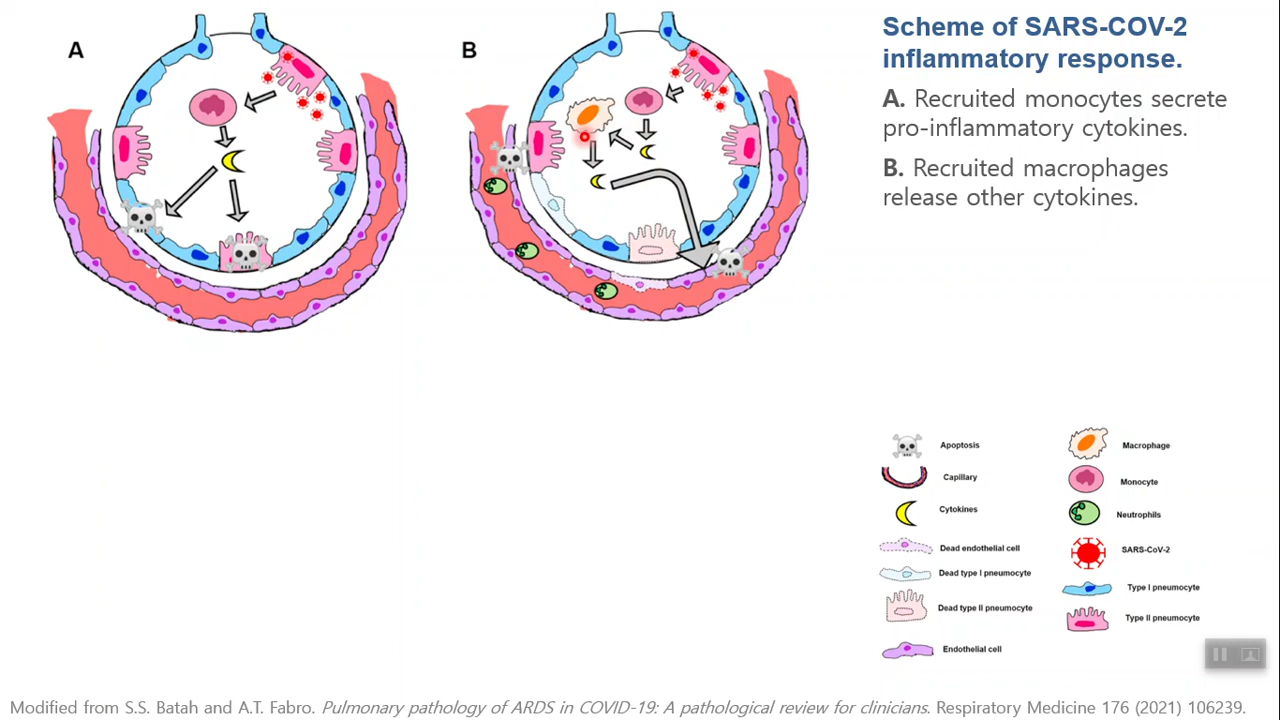 A
B
Scheme of SARS-COV-2
inflammatory response.
A. Recruited monocytes secrete
pro-inflammatory cytokines.
B. Recruited macrophages
release other cytokines.
Apoptosis
Capillary
Cytokines
Dead endothelial cell
Dead type I pneumocyte
Dead type II pneumocyte
Endothelial cell
Macrophage
Monocyte
Neutrophils
SARS-CoV-2
Type I pneumocyte
Type II pneumocyte
Modified from S.S. Batah and A.T. Fabro. Pulmonary pathology of ARDS in COVID-19: A pathological review for clinicians. Respiratory Medicine 176 (2021) 106239.